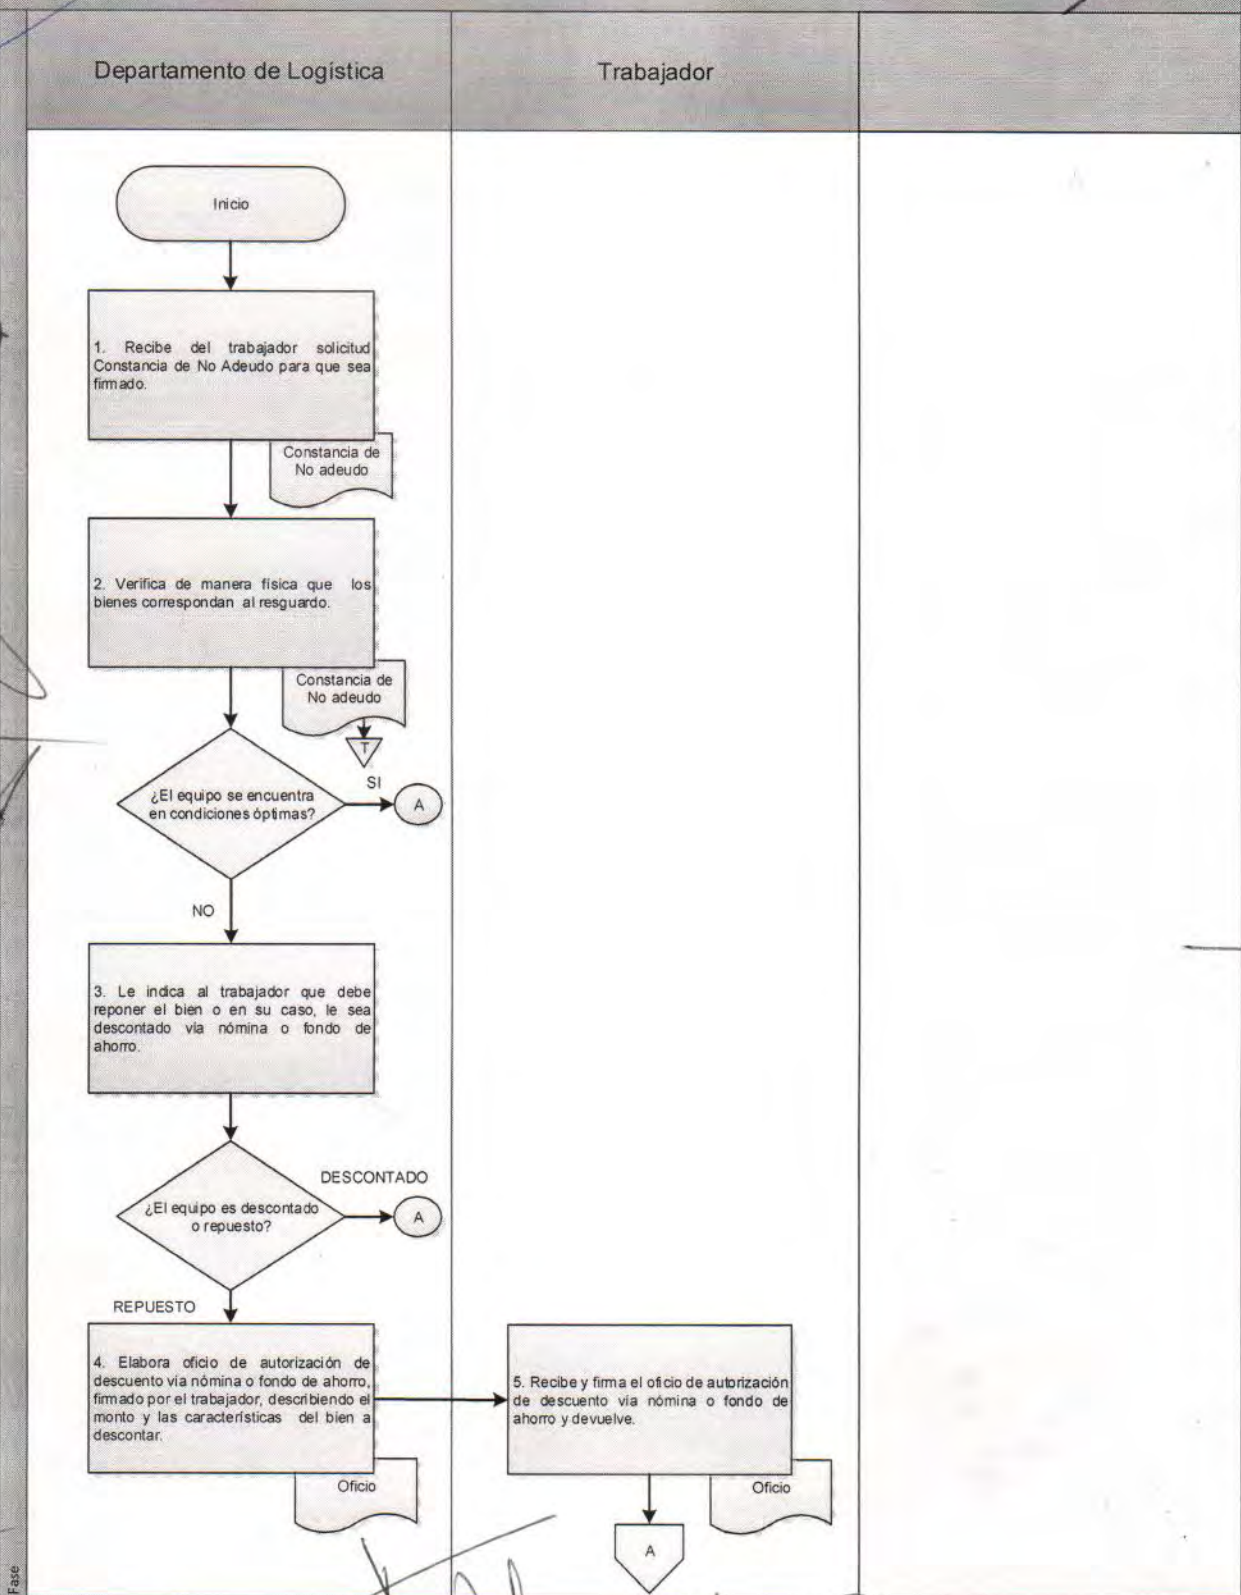 Departamento de Logística
Trabajador
Inicio
1. Recibe del trabajador solicitud
Constancia de No Adeudo para que sea
firmado.
Constancia de
No adeudo
2. Verifica de manera física que los
bienes correspondan al resguardo.
Constancia de
No adeudo
T
¿El equipo se encuentra
en condiciones óptimas?
SI
A
NO
3. Le indica al trabajador que debe
reponer el bien o en su caso, le sea
descontado vía nómina o fondo de
ahorro.
¿El equipo es descontado
o repuesto?
DESCONTADO
A
REPUESTO
4. Elabora oficio de autorización de
descuento vía nómina o fondo de ahorro,
firmado por el trabajador, describiendo el
monto y las características del bien a
descontar.
Oficio
5. Recibe y firma el oficio de autorización
de descuento vía nómina o fondo de
ahorro y devuelve.
Oficio
A
Fase